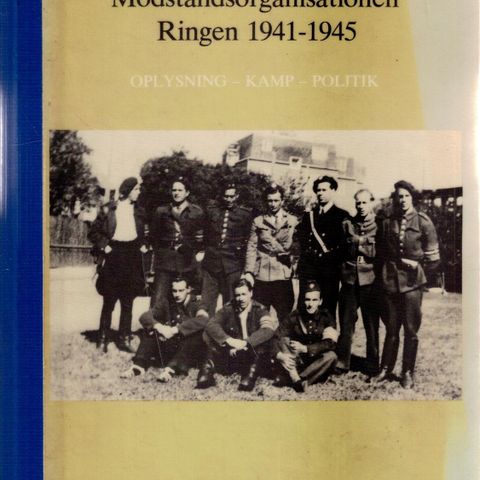 Modstandsorganisationen
Ringen 1941-1945
OPLYSNING – KAMP – POLITIK